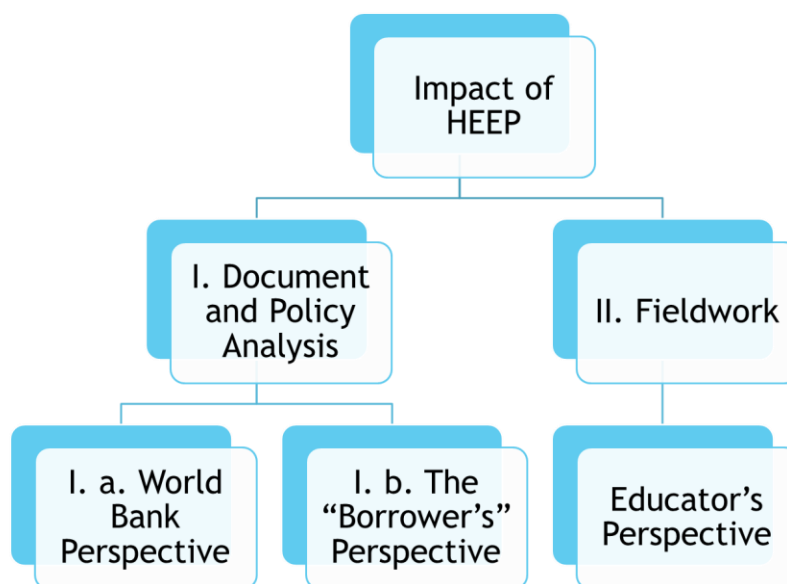 Impact of
HEEP
I. Document
and Policy
Analysis
II. Fieldwork
I. a. World
Bank
Perspective
I. b. The
“Borrower’s”
Perspective
Educator’s
Perspective